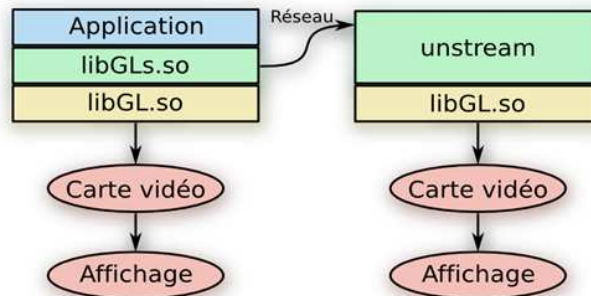 Application
libGLs.so
libGL.so
Carte vidéo
Affichage
Réseau
unstream
libGL.so
Carte vidéo
Affichage